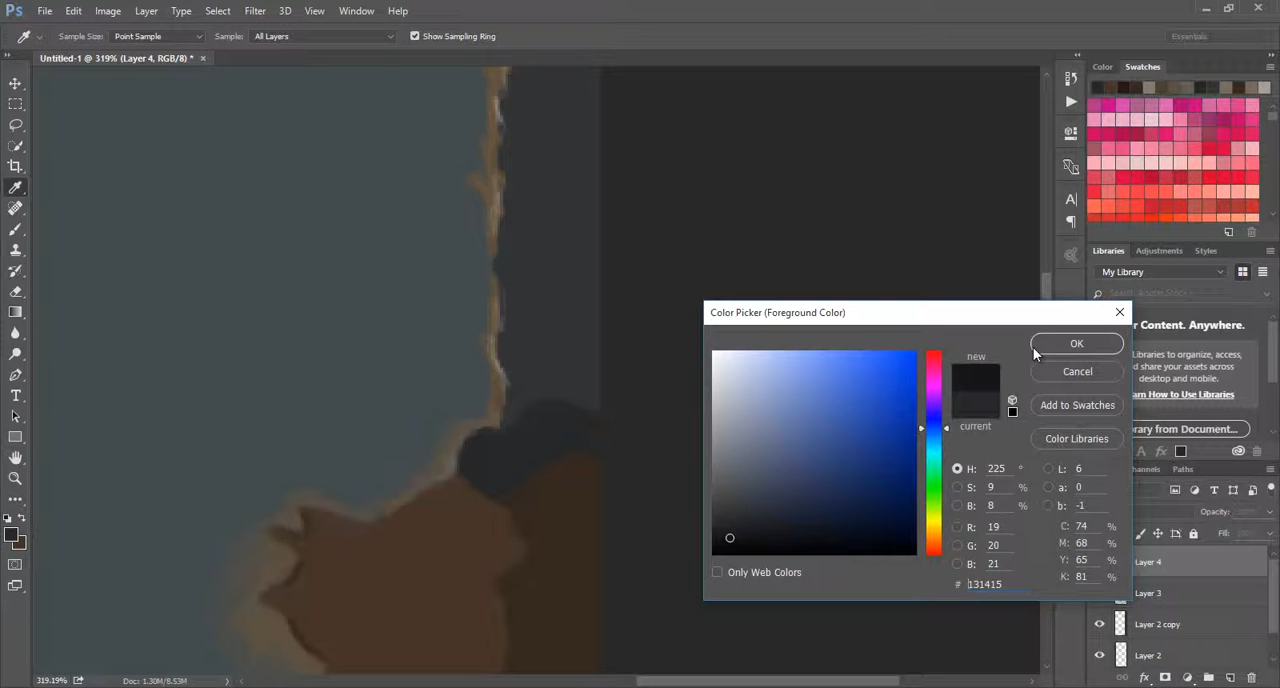 Ps File Edit Image Layer Type Select Filter 3D View Window Help
Sample Size: Point Sample Sample: All Layers Show Sampling Ring Essentials
Untitled-1 @ 319% (Layer 4, RGB/8) * ×
Color Swatches
Libraries Adjustments Styles
My Library
Content. Anywhere.
Libraries to organize, access,
and share your assets across
desktop and mobile.
Learn How to Use Libraries
Library from Document...
Color Picker (Foreground Color)
new
current
OK
Cancel
Add to Swatches
Color Libraries
H: 225 ° L: 6
S: 9 % a: 0
B: 8 % b: -1
R: 19 C: 74 %
G: 20 M: 68 %
B: 21 Y: 65 %
# 131415 K: 81 %
Only Web Colors
Paths
Opacity:
Fill:
Layer 4
Layer 3
Layer 2 copy
Layer 2
319.19% Doc: 1.30M/8.53M